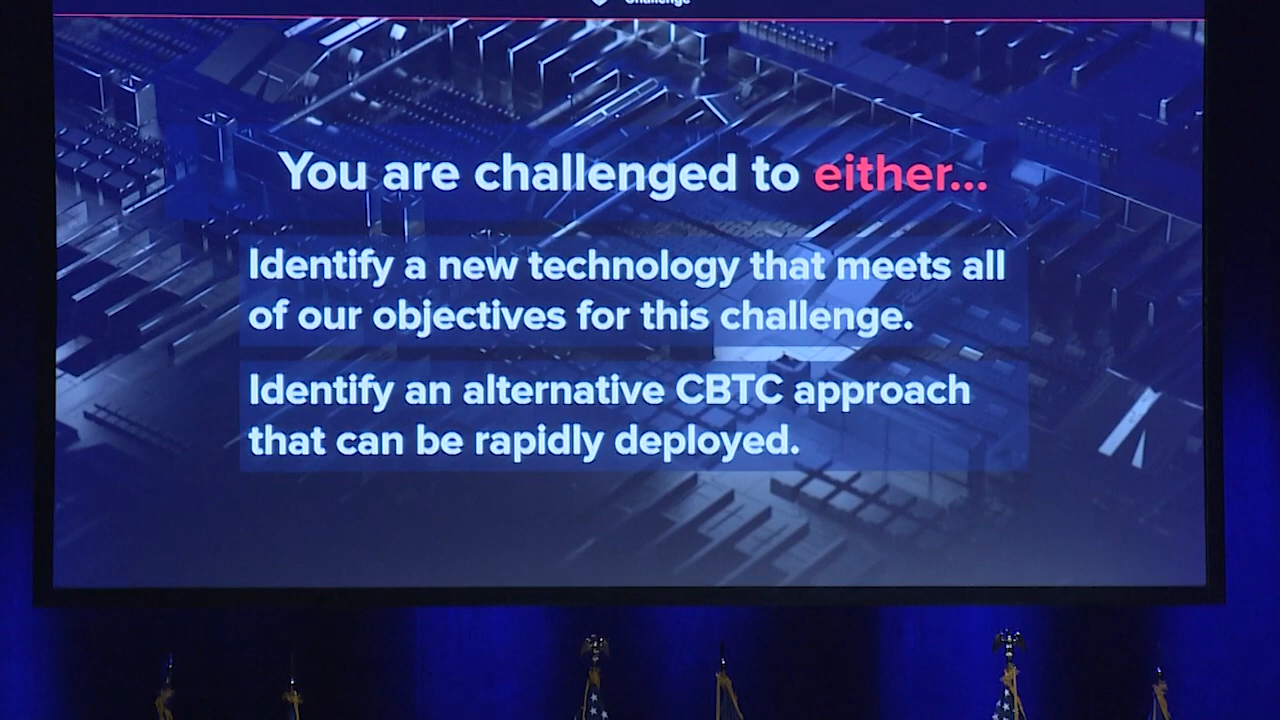 Challenge
You are challenged to either...
Identify a new technology that meets all
of our objectives for this challenge.
Identify an alternative CBTC approach
that can be rapidly deployed.